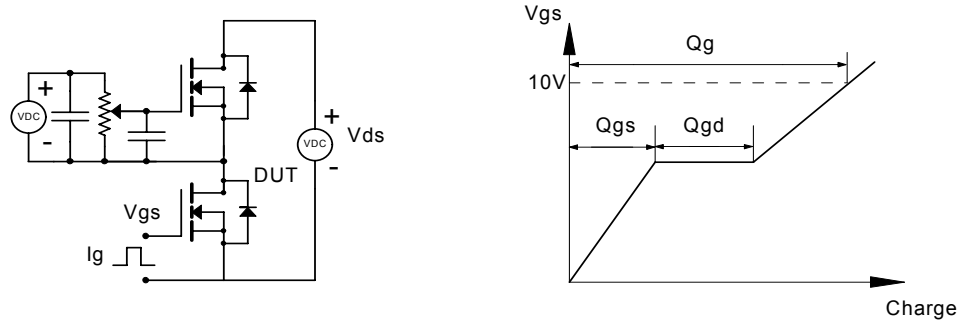 +
VDC
-
+
VDC
-
Vds
DUT
Vgs
Ig
Vgs
Qg
10V
Qgs
Qgd
Charge